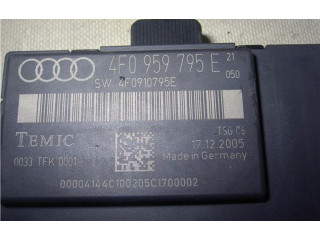 4F0 959 795 E 21
050
SW. 4F0910795E
TEMIC
TSG C6
0033 TFK 0001
17.12.2005
Made in Germany
00004144C100205C1700002